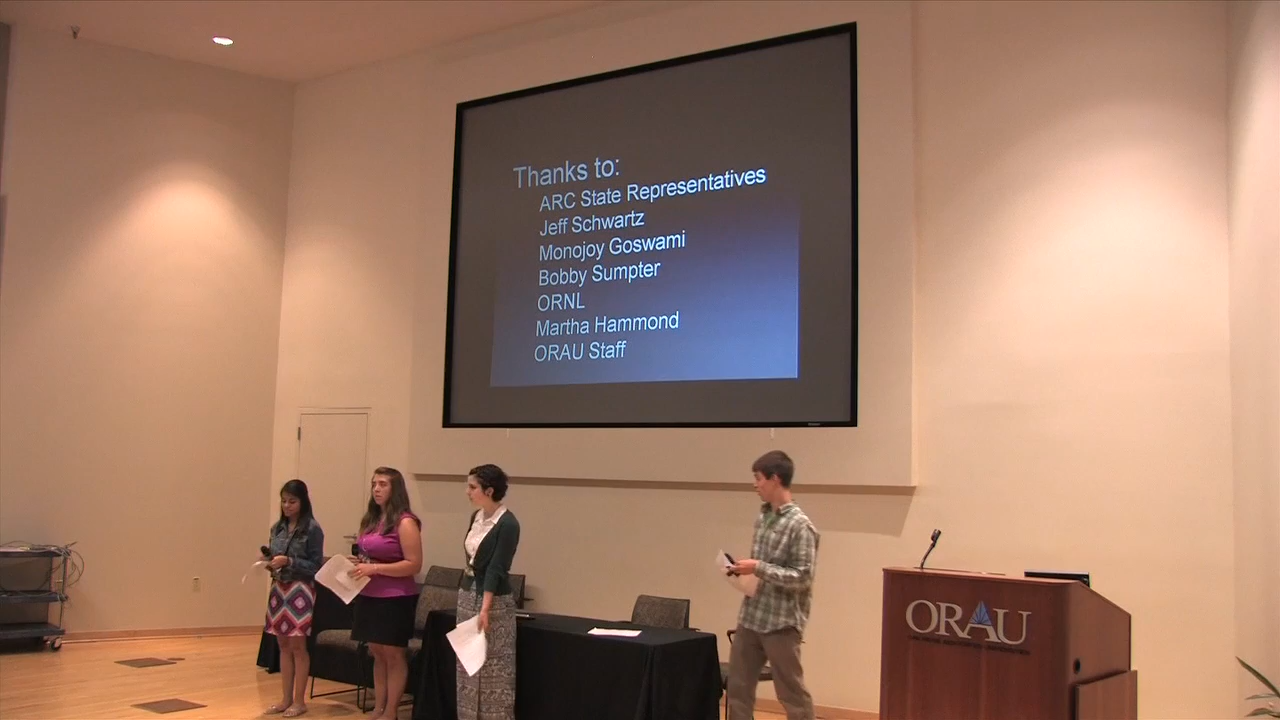 Thanks to:
ARC State Representatives
Jeff Schwartz
Monojoy Goswami
Bobby Sumpter
ORNL
Martha Hammond
ORAU Staff
ORAU